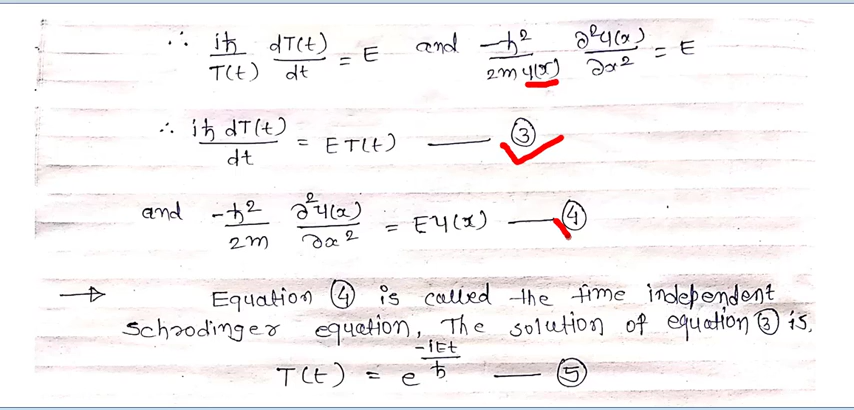 ∴ iħ/T(t) dT(t)/dt = E and -ħ²/2m ψ(x) ∂²ψ(x)/∂x² = E
∴ iħ dT(t)/dt = E T(t) — ③
and -ħ²/2m ∂²ψ(x)/∂x² = Eψ(x) — ④
→ Equation ④ is called the time independent
Schrodinger equation, The solution of equation ③ is.
T(t) = e^(-iEt/ħ) — ⑤